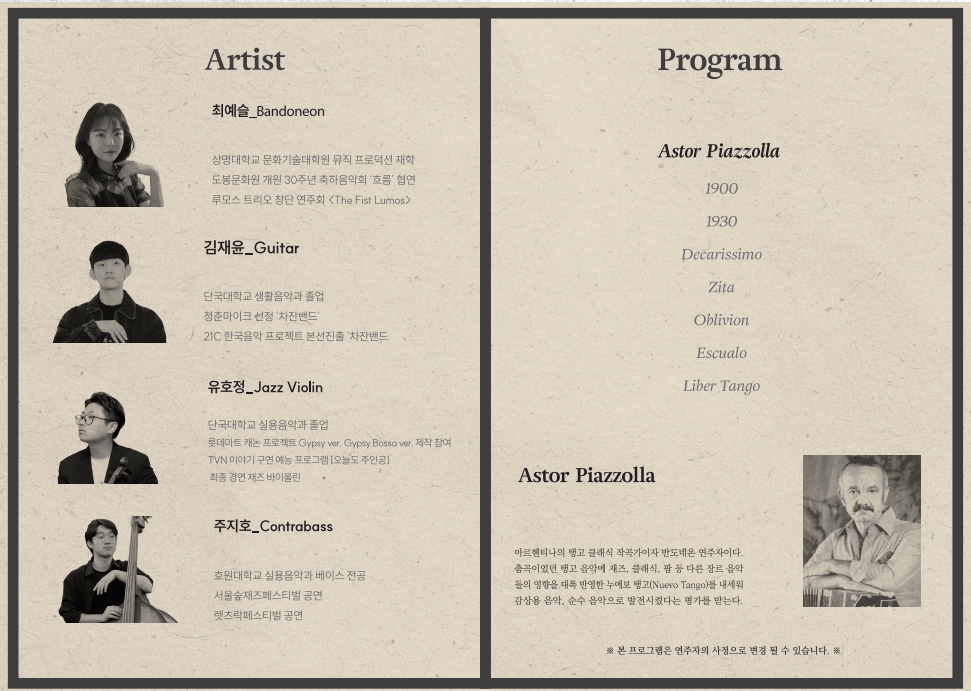 Artist
최예슬_Bandoneon
상명대학교 문화기술대학원 뮤직 프로덕션 재학
도봉문화원 개원 30주년 축하음악회 '흐름' 협연
루모스 트리오 창단 연주회 <The Fist Lumos>
김재윤_Guitar
단국대학교 생활음악과 졸업
청춘마이크 선정 '차잔밴드'
21C 한국음악 프로젝트 본선진출 '차잔밴드
유호정_Jazz Violin
단국대학교 실용음악과 졸업
롯데마트 캐논 프로젝트 Gypsy ver, Gypsy Bossa ver, 제작 참여
TVN 이야기 구연 예능 프로그램 [오늘도 주인공]
최종 경연 재즈 바이올린
주지호_Contrabass
호원대학교 실용음악과 베이스 전공
서울숲재즈페스티벌 공연
렛츠락페스티벌 공연
Program
Astor Piazzolla
1900
1930
Decarissimo
Zita
Oblivion
Escualo
Liber Tango
Astor Piazzolla
아르헨티나의 탱고 클래식 작곡가이자 반도네온 연주자이다.
춤곡이었던 탱고 음악에 재즈, 클래식, 팝 등 다른 장르 음악
들의 영향을 대폭 반영한 누에보 탱고(Nuevo Tango)를 내세워
감상용 음악, 순수 음악으로 발전시켰다는 평가를 받는다.
※ 본 프로그램은 연주자의 사정으로 변경 될 수 있습니다. ※